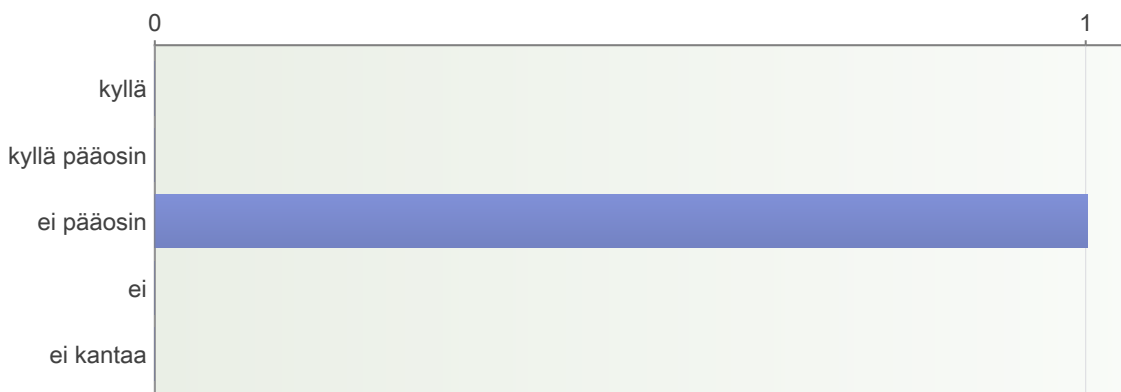 0 1
kyllä
kyllä pääosin
ei pääosin
ei
ei kantaa